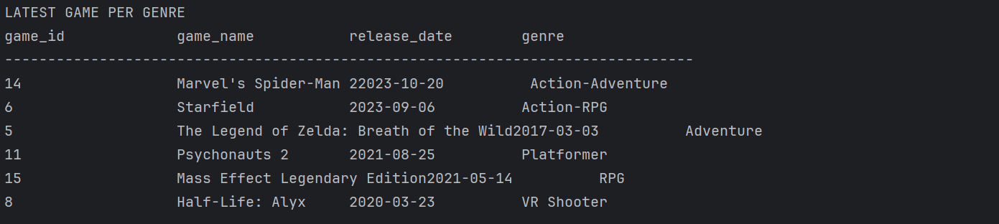 LATEST GAME PER GENRE
game_id             game_name           release_date        genre
--------------------------------------------------------------------------------
14                  Marvel's Spider-Man 22023-10-20          Action-Adventure
6                   Starfield           2023-09-06          Action-RPG
5                   The Legend of Zelda: Breath of the Wild2017-03-03          Adventure
11                  Psychonauts 2       2021-08-25          Platformer
15                  Mass Effect Legendary Edition2021-05-14          RPG
8                   Half-Life: Alyx     2020-03-23          VR Shooter